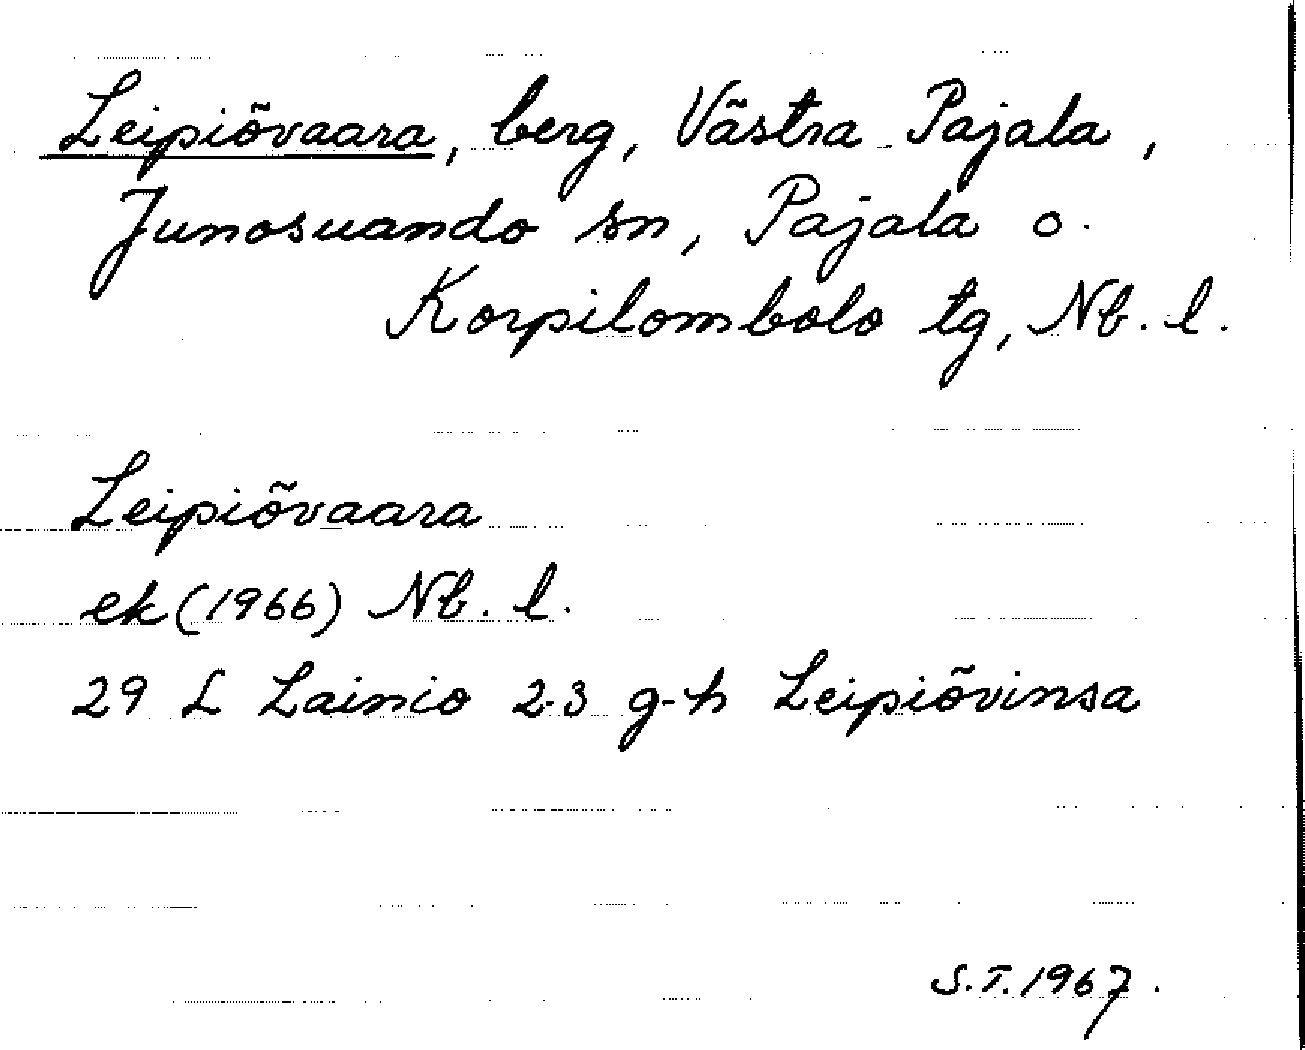 Leipiövaara, berg, Västra Pajala,
Junosuando sn, Pajala o.
Korpilombolo tg, Nb. l.
Leipiövaara
ek (1966) Nb. l.
29 L Lainio 2-3 g-h Leipiövinsa
S.T. 1967.